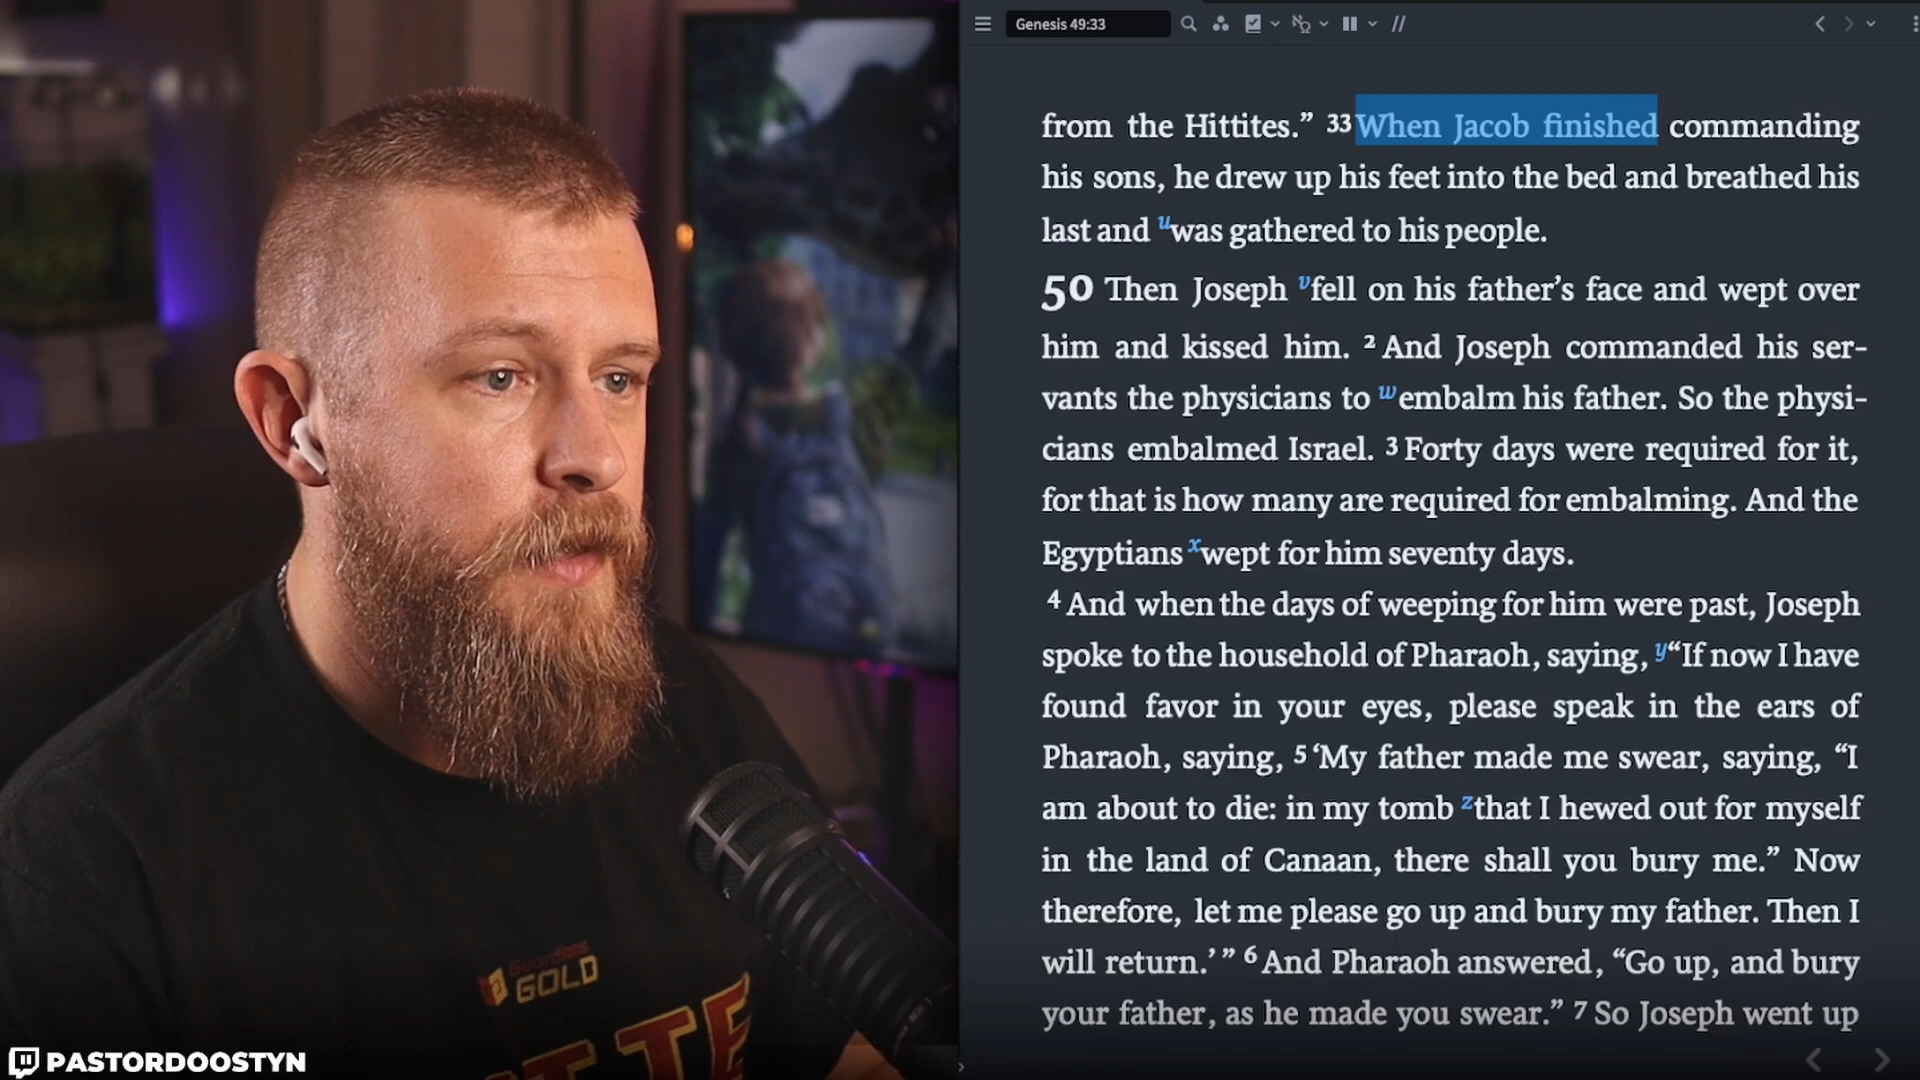 Genesis 49:33
from the Hittites.” 33 When Jacob finished commanding
his sons, he drew up his feet into the bed and breathed his
last and u was gathered to his people.
50 Then Joseph v fell on his father’s face and wept over
him and kissed him. 2 And Joseph commanded his ser-
vants the physicians to w embalm his father. So the physi-
cians embalmed Israel. 3 Forty days were required for it,
for that is how many are required for embalming. And the
Egyptians x wept for him seventy days.
4 And when the days of weeping for him were past, Joseph
spoke to the household of Pharaoh, saying, y “If now I have
found favor in your eyes, please speak in the ears of
Pharaoh, saying, 5 ‘My father made me swear, saying, “I
am about to die: in my tomb z that I hewed out for myself
in the land of Canaan, there shall you bury me.” Now
therefore, let me please go up and bury my father. Then I
will return.’ ” 6 And Pharaoh answered, “Go up, and bury
your father, as he made you swear.” 7 So Joseph went up
Guardians
GOLD
PASTORDOOSTYN